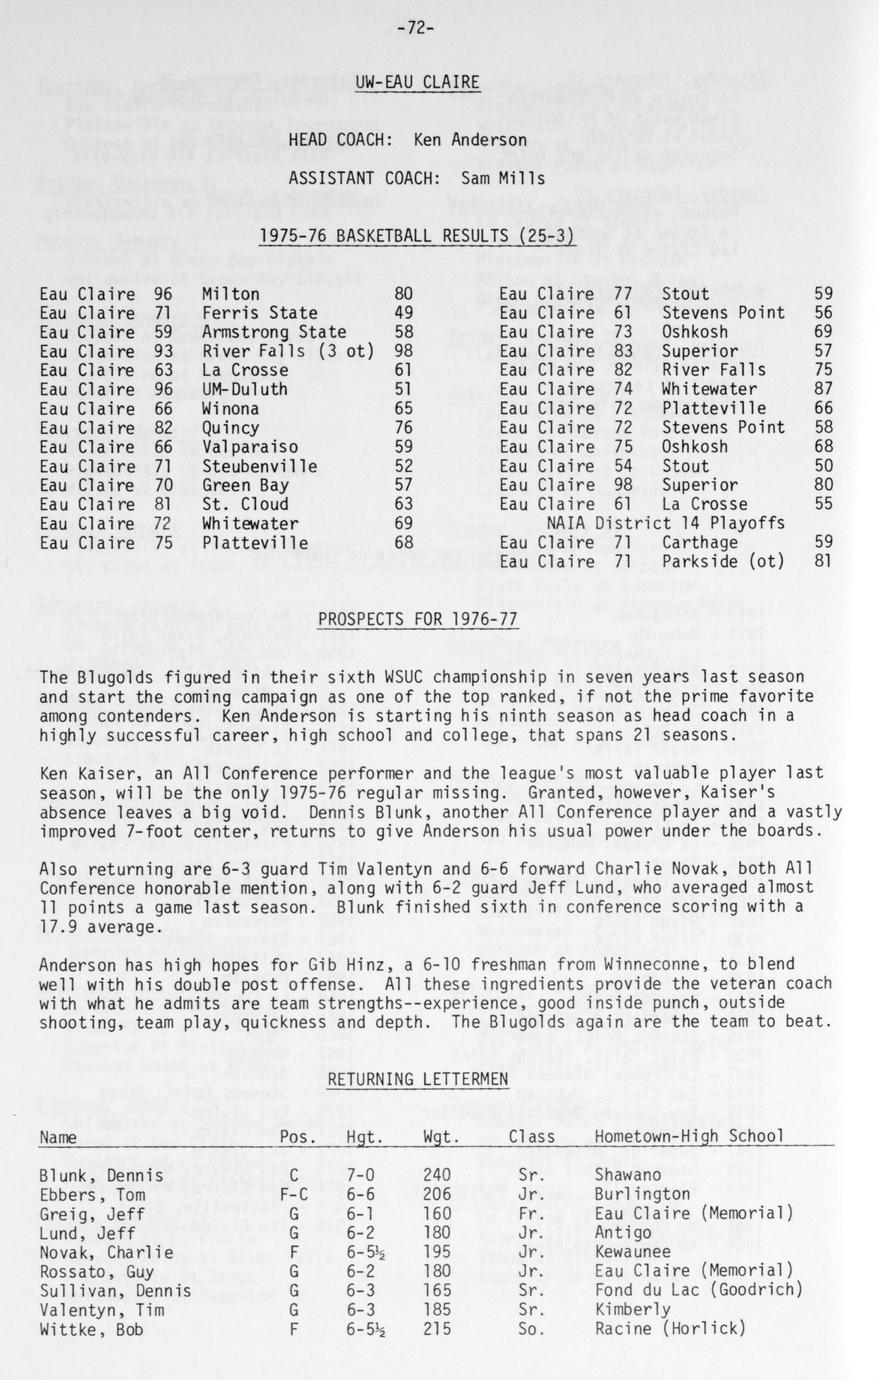 -72-
UW-EAU CLAIRE
HEAD COACH: Ken Anderson
ASSISTANT COACH: Sam Mills
1975-76 BASKETBALL RESULTS (25-3)
Eau Claire 96 Milton 80
Eau Claire 71 Ferris State 49
Eau Claire 59 Armstrong State 58
Eau Claire 93 River Falls (3 ot) 98
Eau Claire 63 La Crosse 61
Eau Claire 96 UM-Duluth 51
Eau Claire 66 Winona 65
Eau Claire 82 Quincy 76
Eau Claire 66 Valparaiso 59
Eau Claire 71 Steubenville 52
Eau Claire 70 Green Bay 57
Eau Claire 81 St. Cloud 63
Eau Claire 72 Whitewater 69
Eau Claire 75 Platteville 68
Eau Claire 77 Stout 59
Eau Claire 61 Stevens Point 56
Eau Claire 73 Oshkosh 69
Eau Claire 83 Superior 57
Eau Claire 82 River Falls 75
Eau Claire 74 Whitewater 87
Eau Claire 72 Platteville 66
Eau Claire 72 Stevens Point 58
Eau Claire 75 Oshkosh 68
Eau Claire 54 Stout 50
Eau Claire 98 Superior 80
Eau Claire 61 La Crosse 55
NAIA District 14 Playoffs
Eau Claire 71 Carthage 59
Eau Claire 71 Parkside (ot) 81
PROSPECTS FOR 1976-77
The Blugolds figured in their sixth WSUC championship in seven years last season
and start the coming campaign as one of the top ranked, if not the prime favorite
among contenders. Ken Anderson is starting his ninth season as head coach in a
highly successful career, high school and college, that spans 21 seasons.
Ken Kaiser, an All Conference performer and the league's most valuable player last
season, will be the only 1975-76 regular missing. Granted, however, Kaiser's
absence leaves a big void. Dennis Blunk, another All Conference player and a vastly
improved 7-foot center, returns to give Anderson his usual power under the boards.
Also returning are 6-3 guard Tim Valentyn and 6-6 forward Charlie Novak, both All
Conference honorable mention, along with 6-2 guard Jeff Lund, who averaged almost
11 points a game last season. Blunk finished sixth in conference scoring with a
17.9 average.
Anderson has high hopes for Gib Hinz, a 6-10 freshman from Winneconne, to blend
well with his double post offense. All these ingredients provide the veteran coach
with what he admits are team strengths--experience, good inside punch, outside
shooting, team play, quickness and depth. The Blugolds again are the team to beat.
RETURNING LETTERMEN
Name Pos. Hgt. Wgt. Class Hometown-High School
Blunk, Dennis C 7-0 240 Sr. Shawano
Ebbers, Tom F-C 6-6 206 Jr. Burlington
Greig, Jeff G 6-1 160 Fr. Eau Claire (Memorial)
Lund, Jeff G 6-2 180 Jr. Antigo
Novak, Charlie F 6-5½ 195 Jr. Kewaunee
Rossato, Guy G 6-2 180 Jr. Eau Claire (Memorial)
Sullivan, Dennis G 6-3 165 Sr. Fond du Lac (Goodrich)
Valentyn, Tim G 6-3 185 Sr. Kimberly
Wittke, Bob F 6-5½ 215 So. Racine (Horlick)